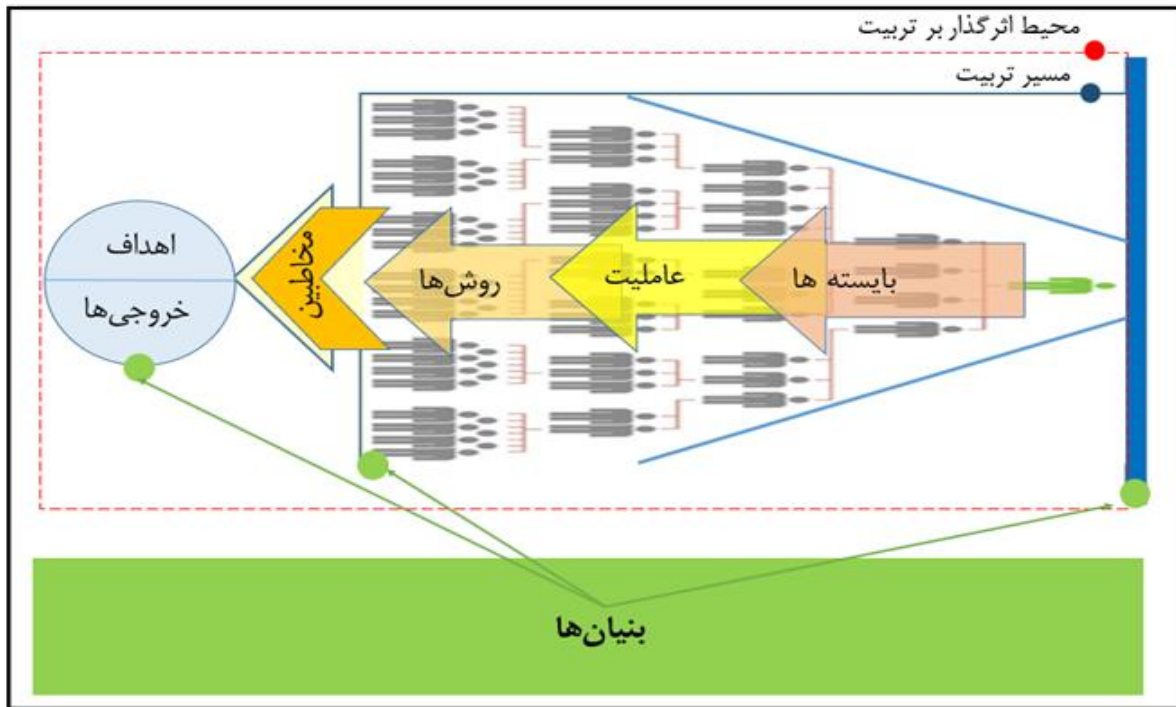 محیط اثرگذار بر تربیت
مسیر تربیت
بایسته ها
عاملیت
روش‌ها
مخاطبین
اهداف
خروجی‌ها
بنیان‌ها